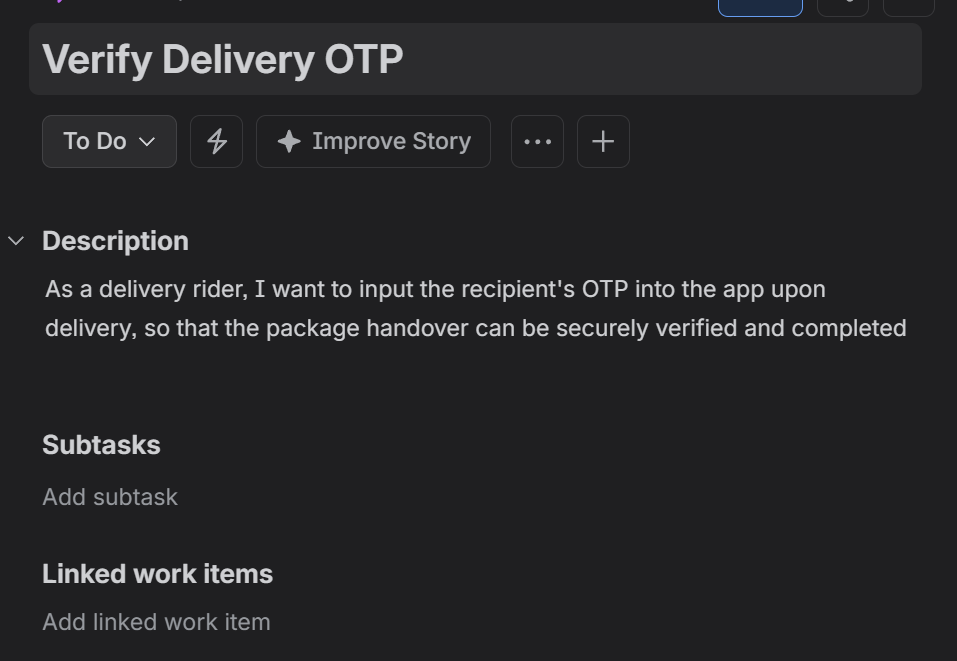 Verify Delivery OTP
To Do
Improve Story
Description
As a delivery rider, I want to input the recipient's OTP into the app upon
delivery, so that the package handover can be securely verified and completed
Subtasks
Add subtask
Linked work items
Add linked work item